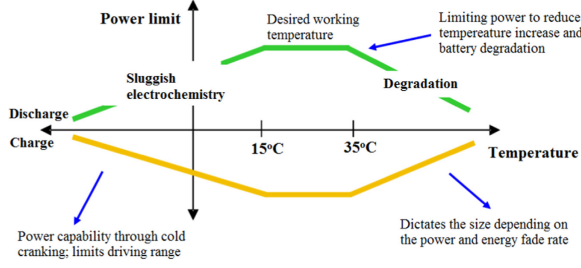 Power limit
Desired working
temperature
Limiting power to reduce
tempereature increase and
battery degradation
Sluggish
electrochemistry
Degradation
Discharge
Charge
15°C
35°C
Temperature
Power capability through cold
cranking; limits driving range
Dictates the size depending on
the power and energy fade rate